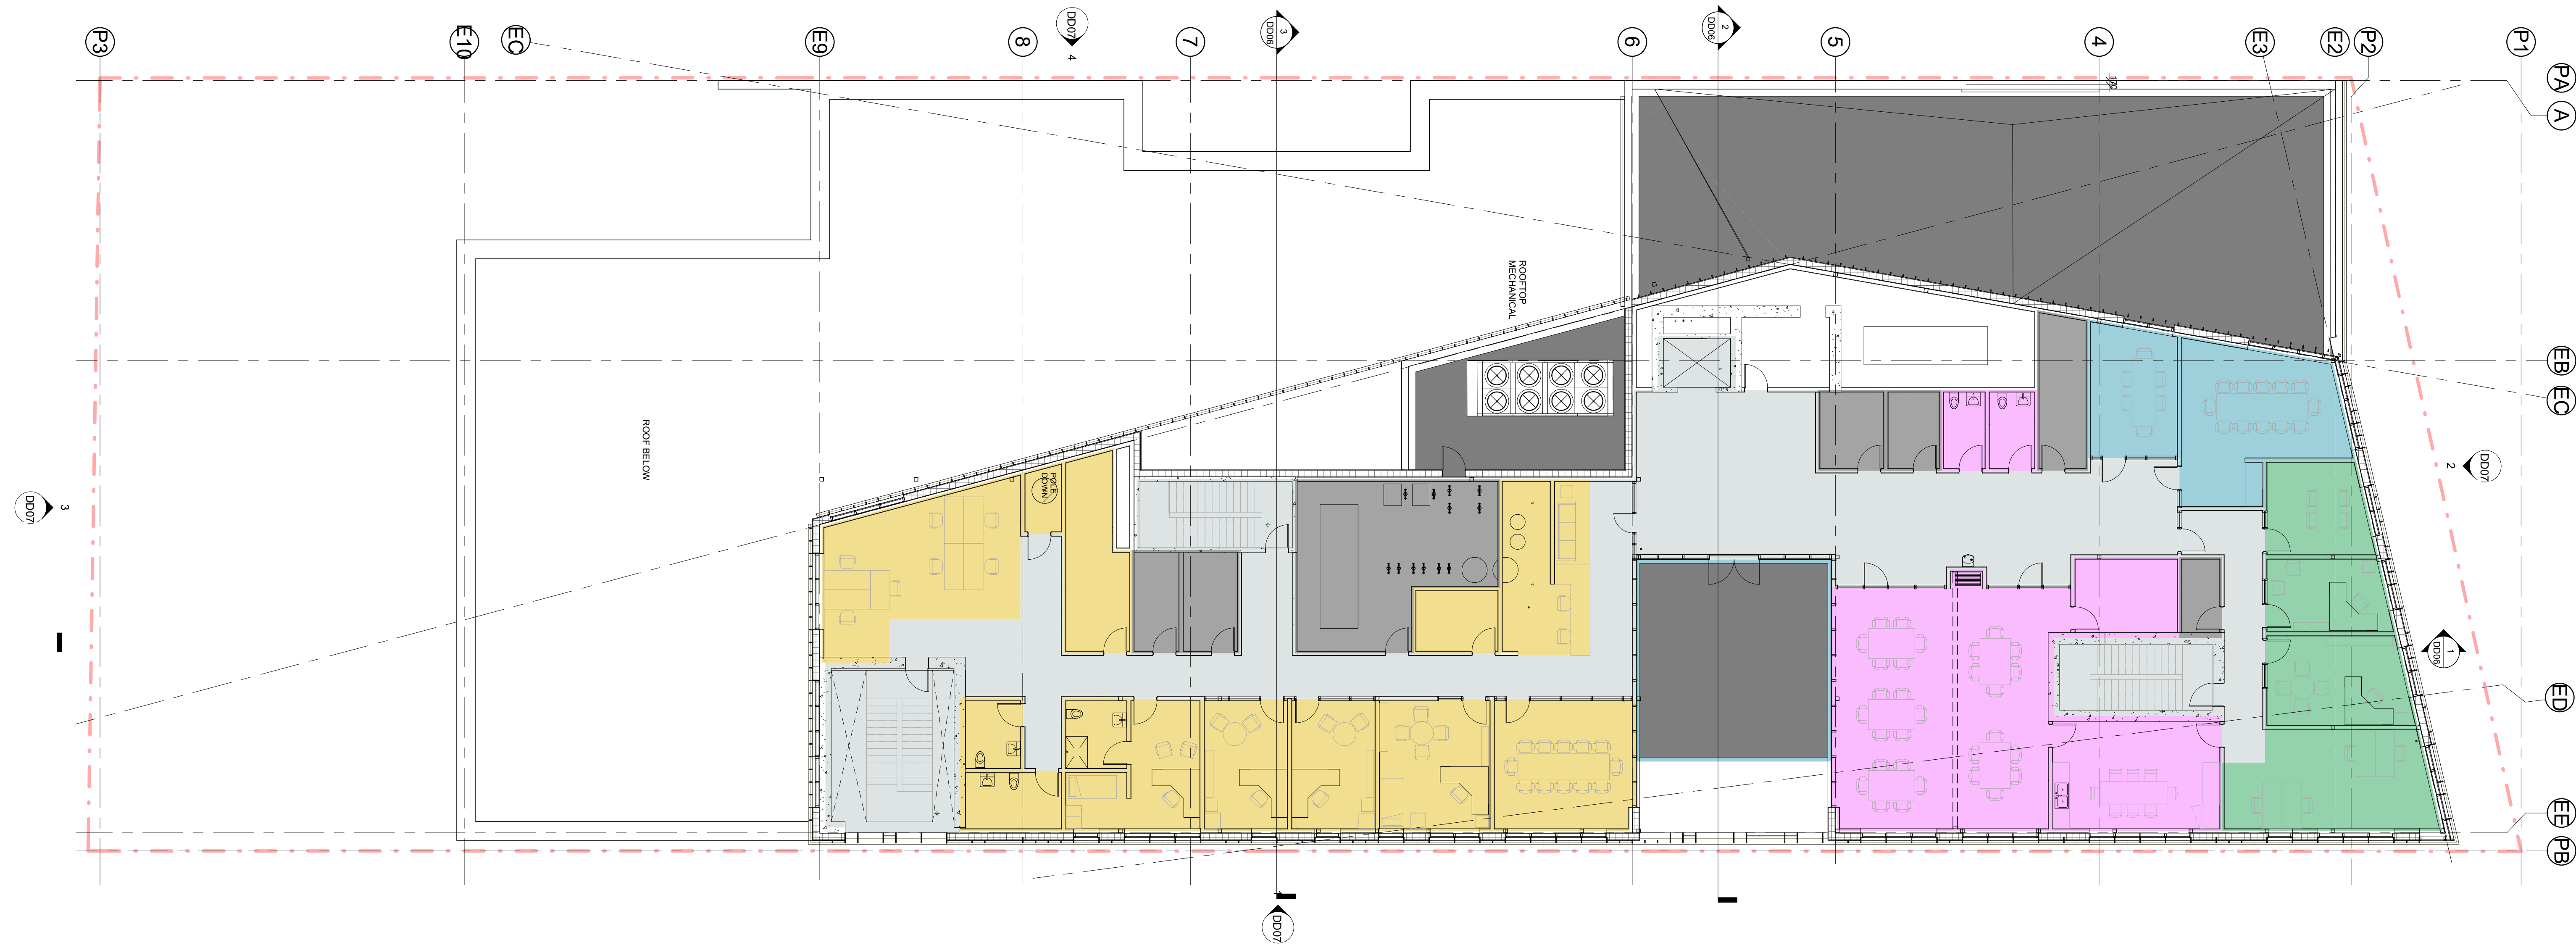 P3
E10
EC
E9
8
DD07
4
7
3
DD06
6
2
DD06
5
4
E3
E2
P2
P1
PA
A
ROOFTOP
MECHANICAL
EB
EC
ROOF BELOW
POLE
DOWN
2
DD07
3
DD07
1
DD06
ED
EE
PB
1
DD07